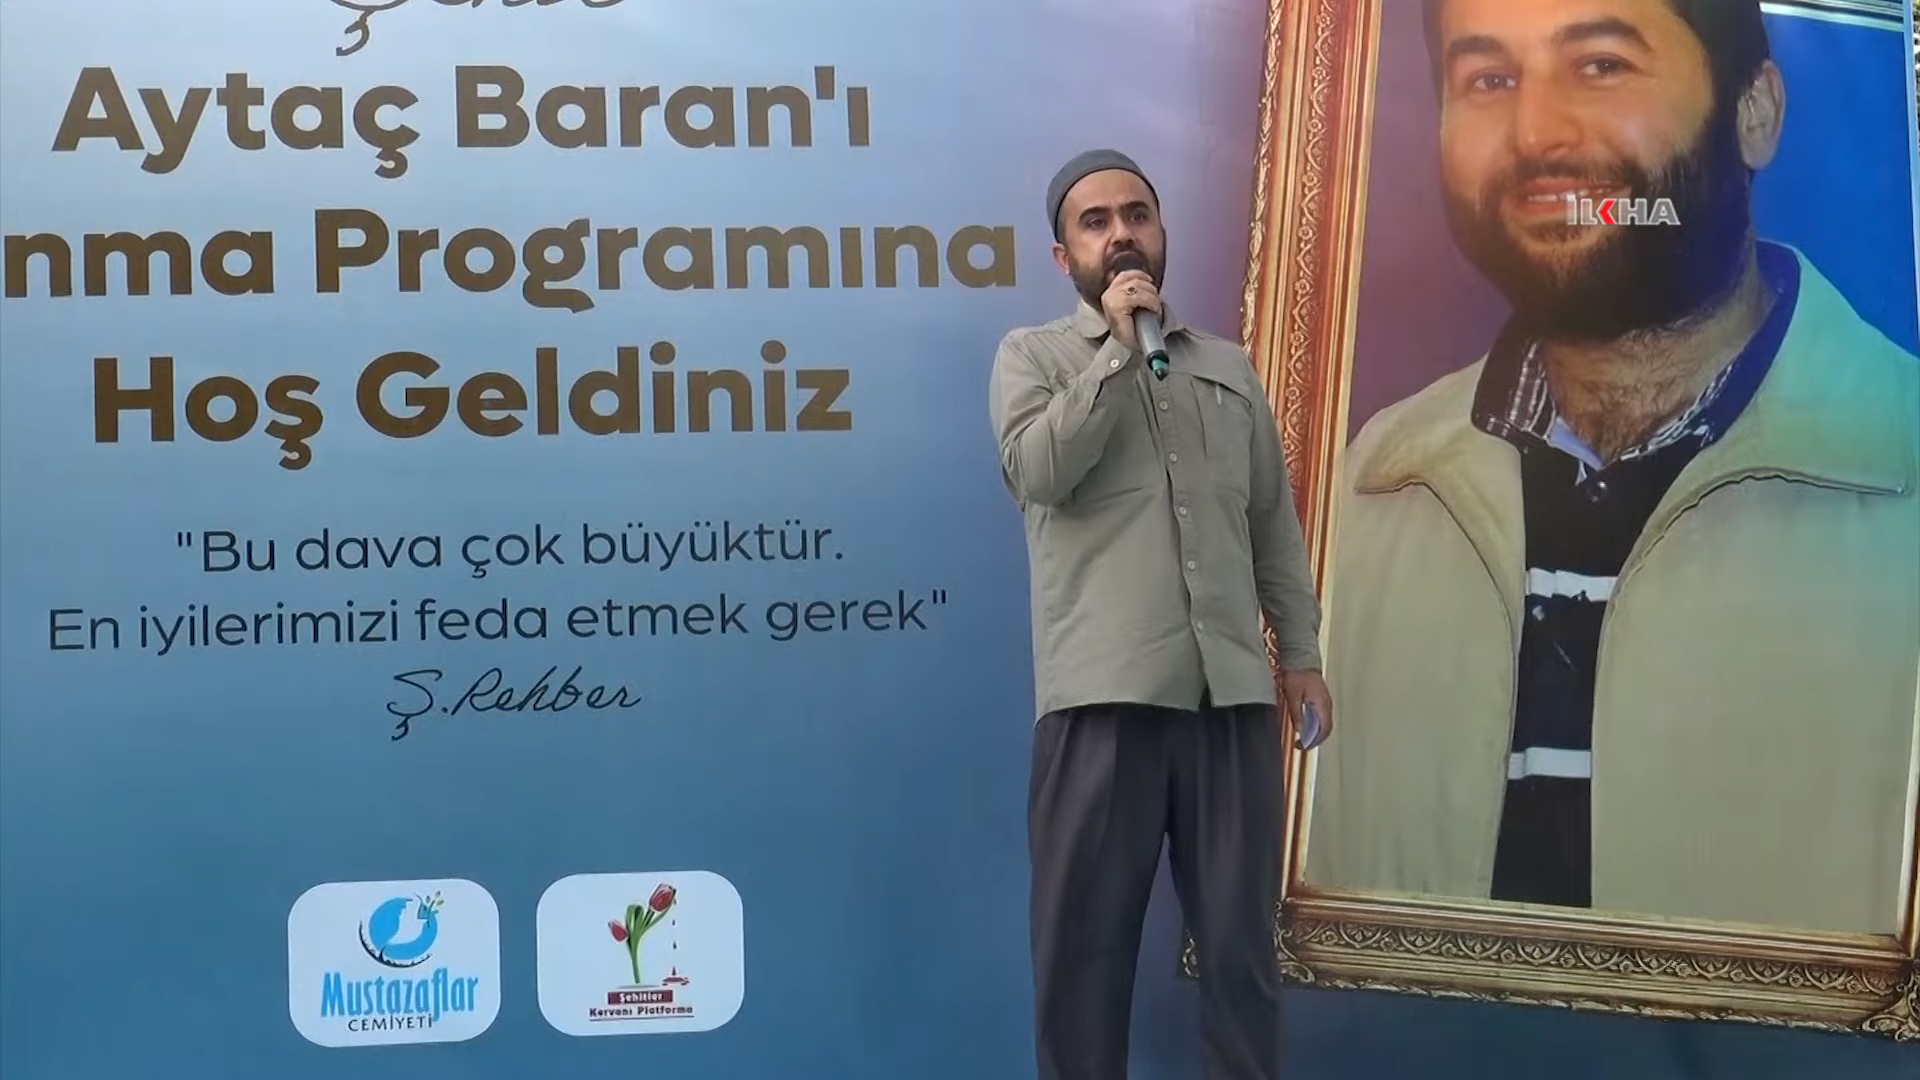 Aytaç Baran'ı
nma Programına
Hoş Geldiniz
"Bu dava çok büyüktür.
En iyilerimizi feda etmek gerek"
Ş.Rehber
İLKHA
Mustazaflar
CEMİYETİ
Şehitler
Kervanı Platformu